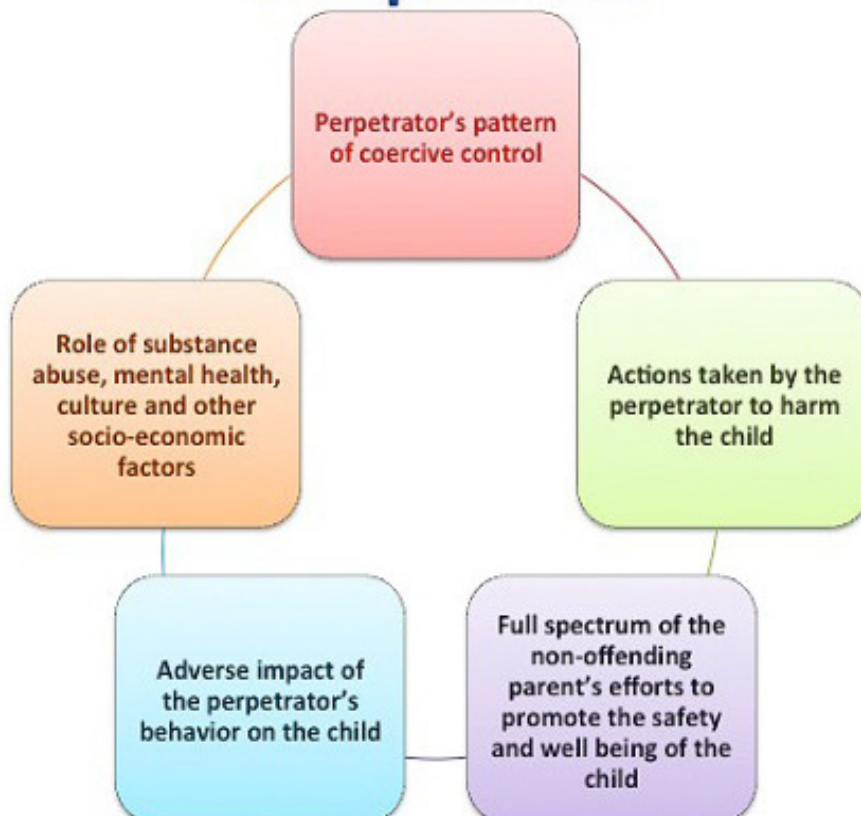 Perpetrator's pattern
of coercive control
Actions taken by the
perpetrator to harm
the child
Full spectrum of the
non-offending
parent's efforts to
promote the safety
and well being of the
child
Adverse impact of
the perpetrator's
behavior on the child
Role of substance
abuse, mental health,
culture and other
socio-economic
factors